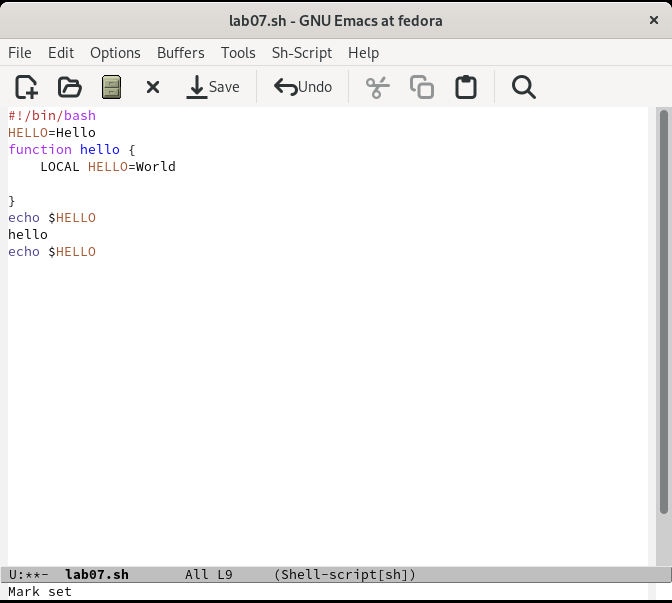 lab07.sh - GNU Emacs at fedora ×
File Edit Options Buffers Tools Sh-Script Help
Save Undo
#!/bin/bash
HELLO=Hello
function hello {
    LOCAL HELLO=World
}
echo $HELLO
hello
echo $HELLO
U:**- lab07.sh All L9 (Shell-script[sh])
Mark set